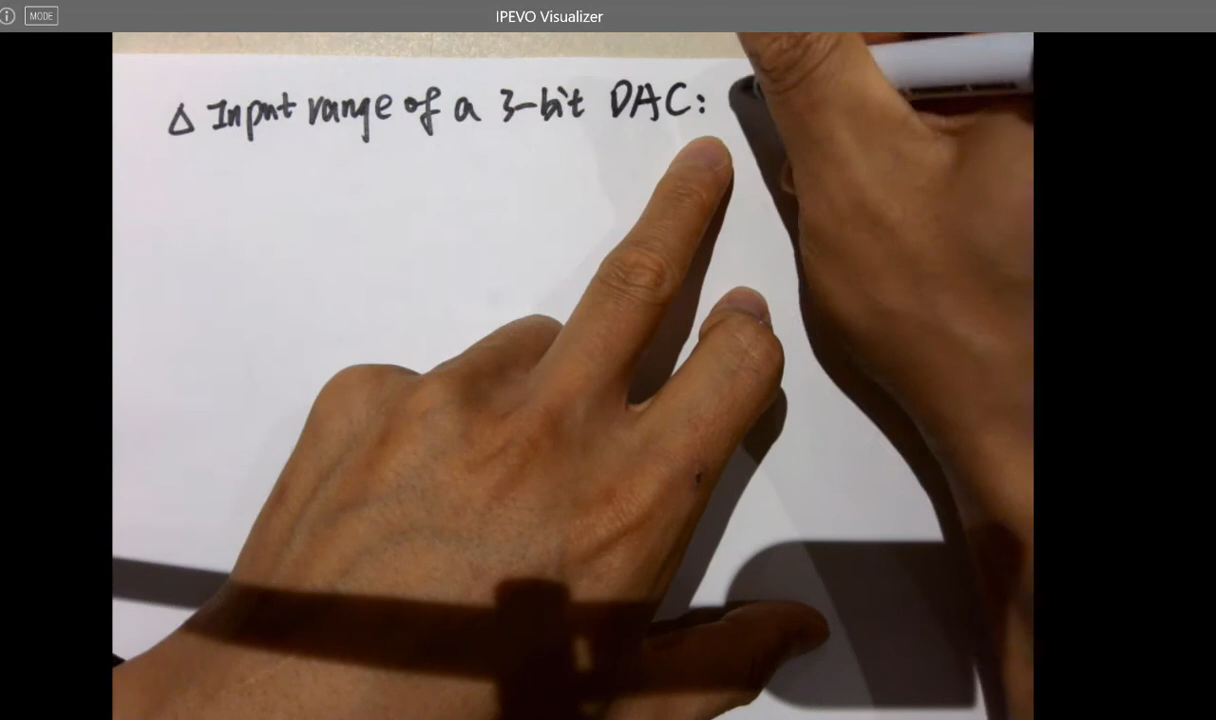 MODE
IPEVO Visualizer
Δ Input range of a 3-bit DAC: